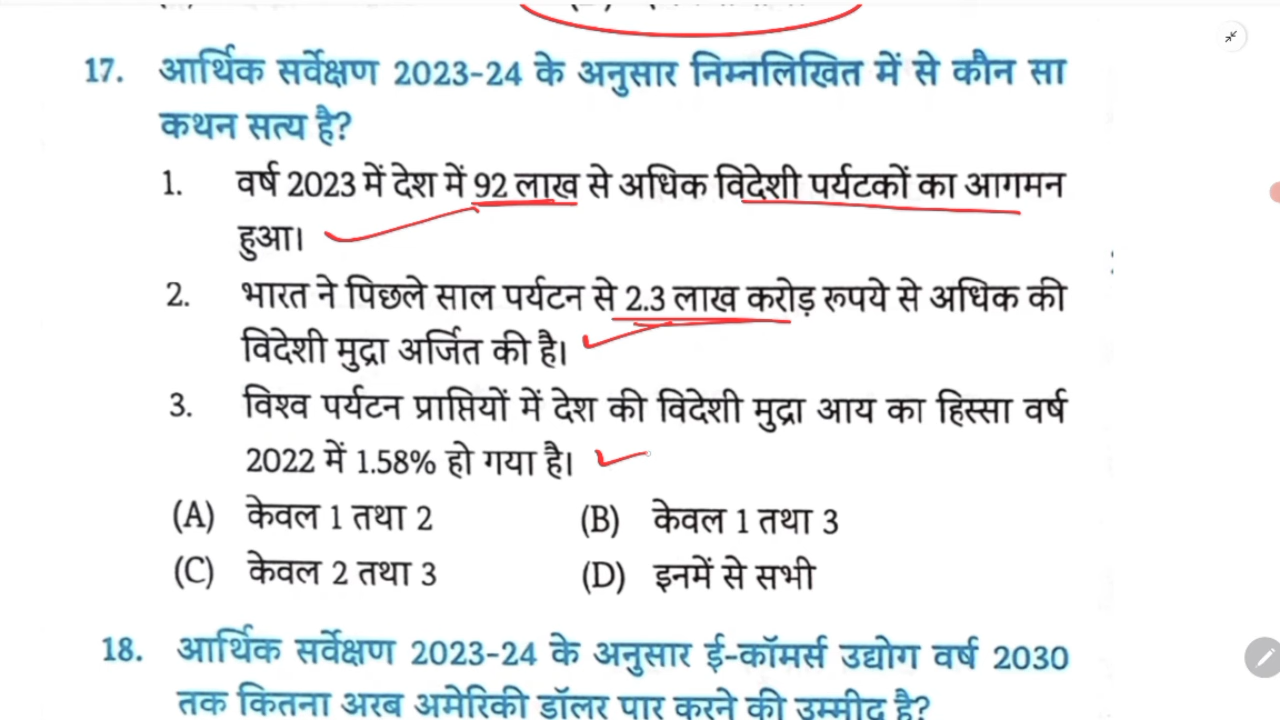 17. आर्थिक सर्वेक्षण 2023-24 के अनुसार निम्नलिखित में से कौन सा
कथन सत्य है?
1. वर्ष 2023 में देश में 92 लाख से अधिक विदेशी पर्यटकों का आगमन
हुआ।
2. भारत ने पिछले साल पर्यटन से 2.3 लाख करोड़ रूपये से अधिक की
विदेशी मुद्रा अर्जित की है।
3. विश्व पर्यटन प्राप्तियों में देश की विदेशी मुद्रा आय का हिस्सा वर्ष
2022 में 1.58% हो गया है।
(A) केवल 1 तथा 2 (B) केवल 1 तथा 3
(C) केवल 2 तथा 3 (D) इनमें से सभी
18. आर्थिक सर्वेक्षण 2023-24 के अनुसार ई-कॉमर्स उद्योग वर्ष 2030
तक कितना अरब अमेरिकी डॉलर पार करने की उम्मीद है?